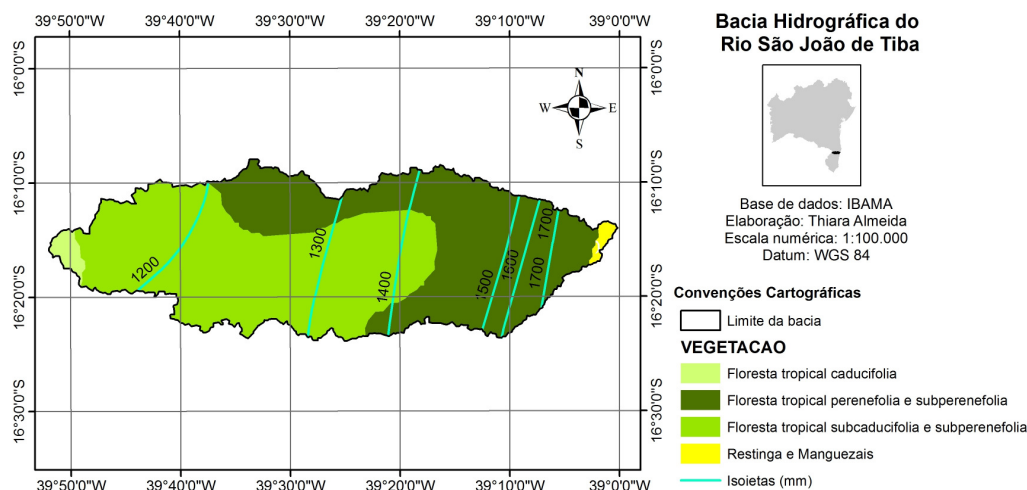 39°50'0"W 39°40'0"W 39°30'0"W 39°20'0"W 39°10'0"W 39°0'0"W
16°0'0"S
16°10'0"S
16°20'0"S
16°30'0"S
N
W E
S
1200
1300
1400
1500
1600
1700
1700
16°0'0"S
16°10'0"S
16°20'0"S
16°30'0"S
39°50'0"W 39°40'0"W 39°30'0"W 39°20'0"W 39°10'0"W 39°0'0"W
Bacia Hidrográfica do
Rio São João de Tiba
Base de dados: IBAMA
Elaboração: Thiara Almeida
Escala numérica: 1:100.000
Datum: WGS 84
Convenções Cartográficas
Limite da bacia
VEGETACAO
Floresta tropical caducifolia
Floresta tropical perenefolia e subperenefolia
Floresta tropical subcaducifolia e subperenefolia
Restinga e Manguezais
Isoietas (mm)